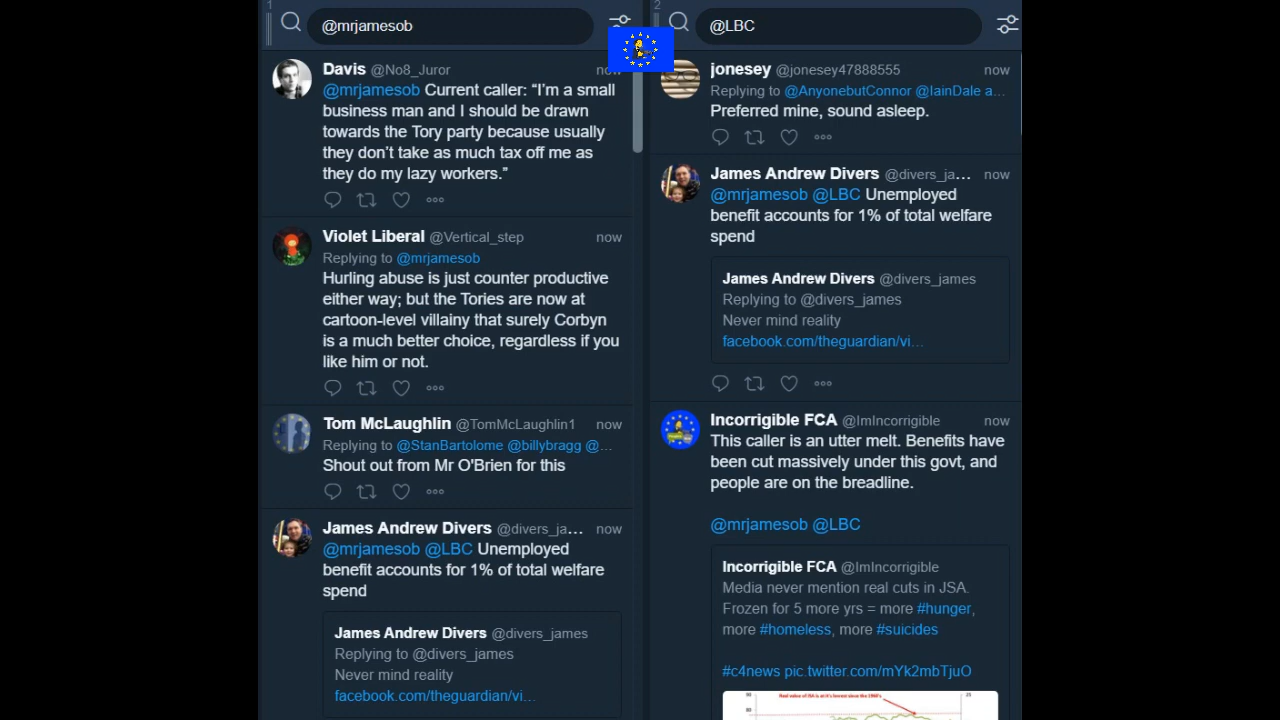 1
@mrjamesob
Davis @No8_Juror now
@mrjamesob Current caller: “I’m a small
business man and I should be drawn
towards the Tory party because usually
they don’t take as much tax off me as
they do my lazy workers.”
Violet Liberal @Vertical_step now
Replying to @mrjamesob
Hurling abuse is just counter productive
either way; but the Tories are now at
cartoon-level villainy that surely Corbyn
is a much better choice, regardless if you
like him or not.
Tom McLaughlin @TomMcLaughlin1 now
Replying to @StanBartolome @billybragg @…
Shout out from Mr O'Brien for this
James Andrew Divers @divers_ja… now
@mrjamesob @LBC Unemployed
benefit accounts for 1% of total welfare
spend
James Andrew Divers @divers_james
Replying to @divers_james
Never mind reality
facebook.com/theguardian/vi…
2
@LBC
jonesey @jonesey47888555 now
Replying to @AnyonebutConnor @IainDale a…
Preferred mine, sound asleep.
James Andrew Divers @divers_ja… now
@mrjamesob @LBC Unemployed
benefit accounts for 1% of total welfare
spend
James Andrew Divers @divers_james
Replying to @divers_james
Never mind reality
facebook.com/theguardian/vi…
Incorrigible FCA @ImIncorrigible now
This caller is an utter melt. Benefits have
been cut massively under this govt, and
people are on the breadline.
@mrjamesob @LBC
Incorrigible FCA @ImIncorrigible
Media never mention real cuts in JSA.
Frozen for 5 more yrs = more #hunger,
more #homeless, more #suicides
#c4news pic.twitter.com/mYk2mbTjuO